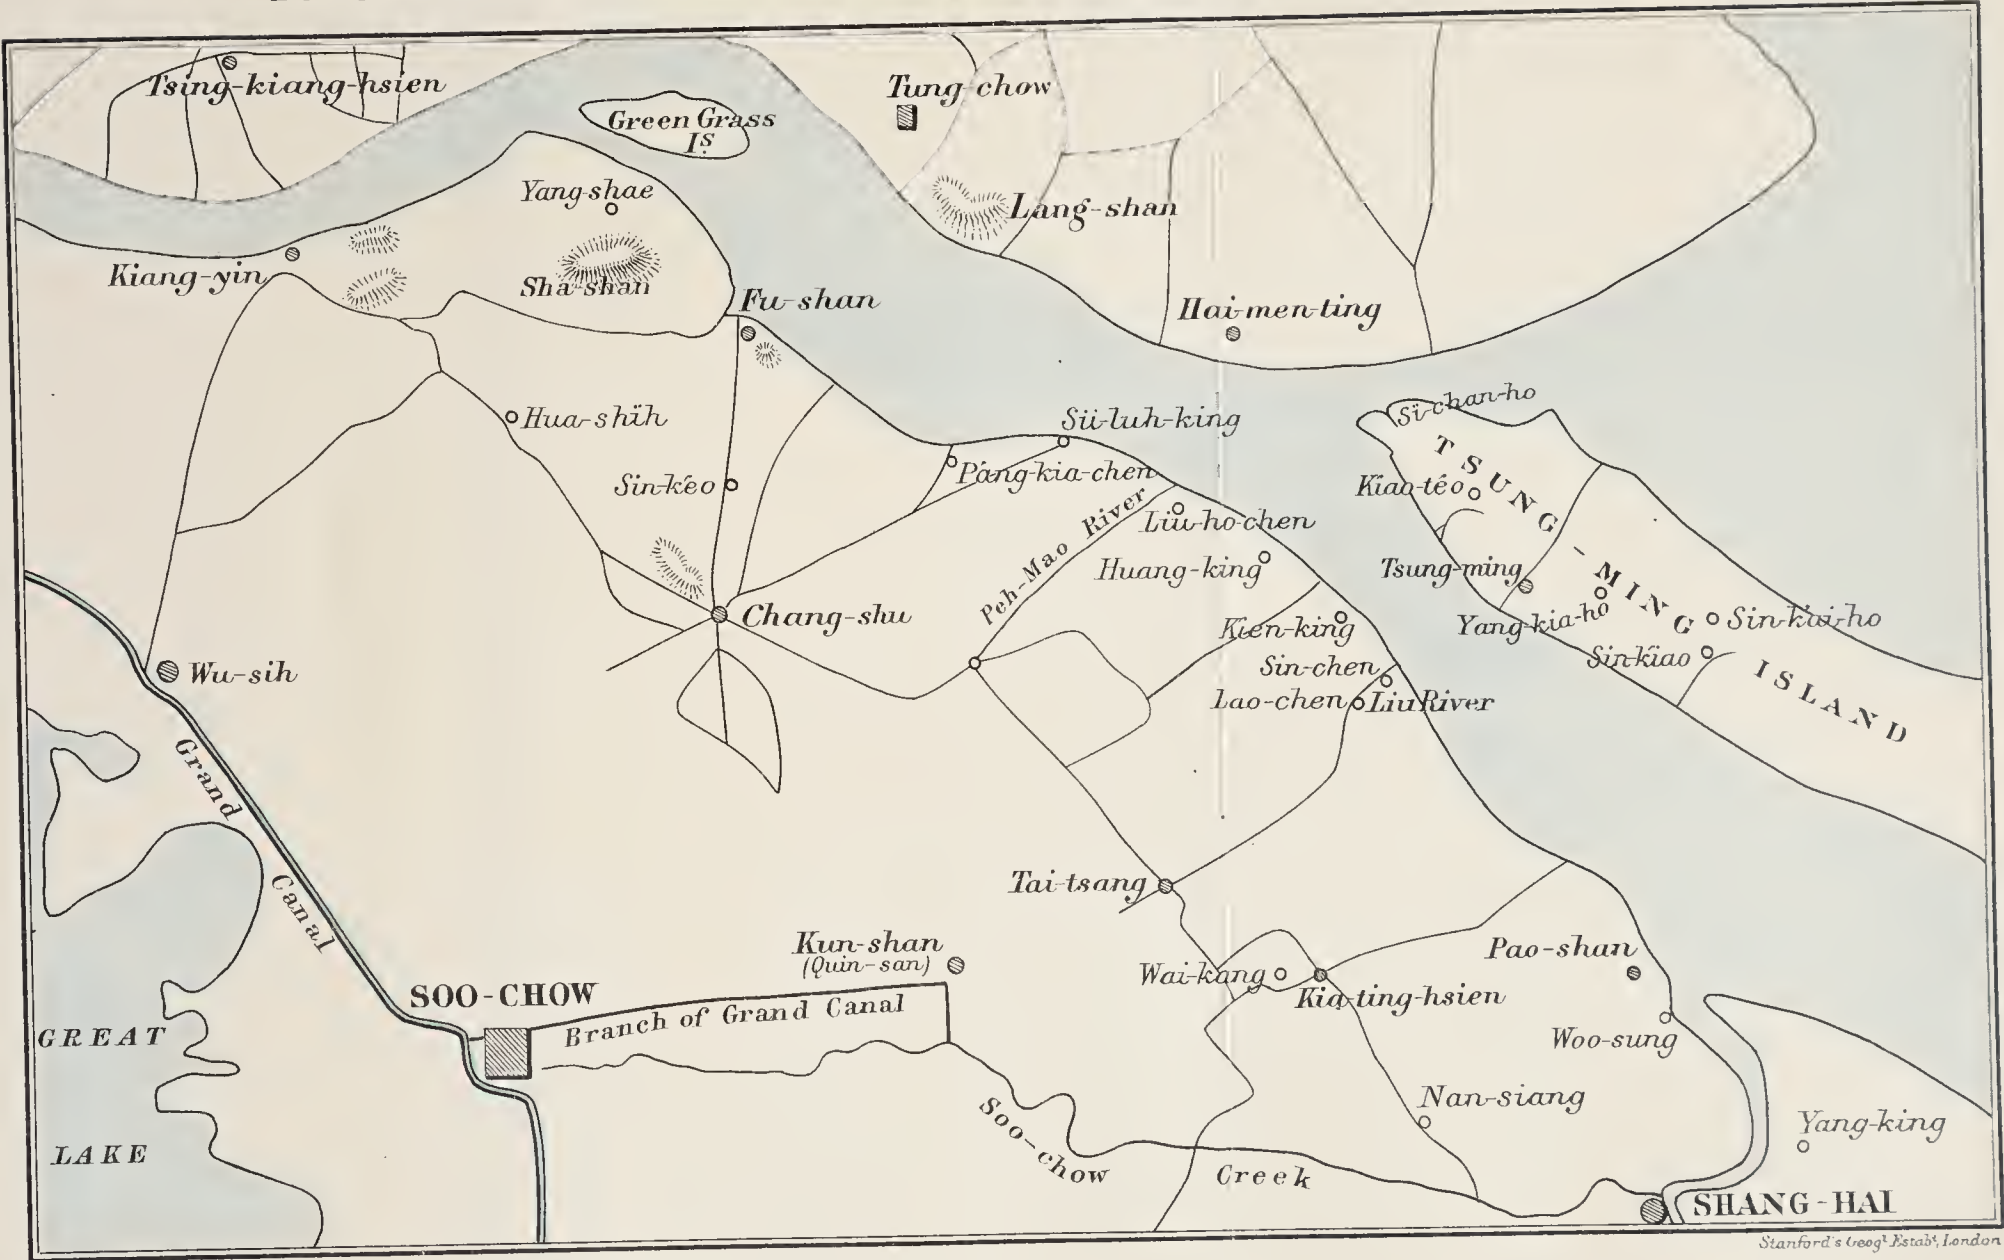 Tsing-kiang-hsien
Green Grass
Is.
Tung-chow
Yang-shae
Lang-shan
Kiang-yin
Sha-shan
Fu-shan
Hai-men-ting
Hua-shïh
Sü-luh-king
Si-chan-ho
Sin-kéo
Páng-kia-chen
Kiao-téo
TSUNG-MING ISLAND
Peh-Mao River
Liu-ho-chen
Huang-king
Tsung-ming
Chang-shu
Kien-king
Yang-kia-ho
Sin-kai-ho
Wu-sih
Sin-chen
Sin-kiao
Lao-chen
Liu River
Grand Canal
Tai-tsang
Kun-shan
(Quin-san)
Pao-shan
Wai-kang
SOO-CHOW
Kia-ting-hsien
Branch of Grand Canal
GREAT LAKE
Woo-sung
Nan-siang
Soo-chow Creek
Yang-king
SHANG-HAI
Stanford's Geogl. Estabt., London